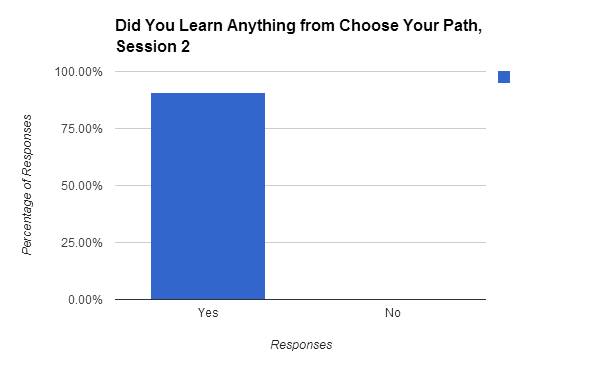 Did You Learn Anything from Choose Your Path,
Session 2
100.00%
75.00%
50.00%
25.00%
0.00%
Percentage of Responses
Yes
No
Responses